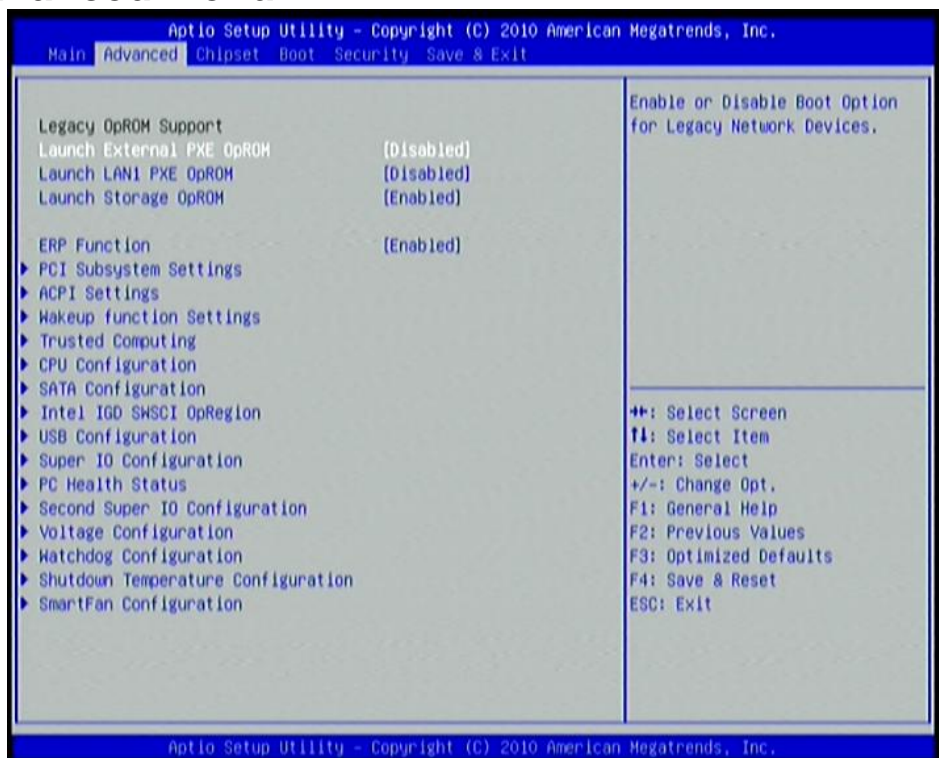 Aptio Setup Utility - Copyright (C) 2010 American Megatrends, Inc.
Main Advanced Chipset Boot Security Save & Exit
Legacy OpROM Support
Launch External PXE OpROM [Disabled]
Launch LAN1 PXE OpROM [Disabled]
Launch Storage OpROM [Enabled]
ERP Function [Enabled]
PCI Subsystem Settings
ACPI Settings
Wakeup function Settings
Trusted Computing
CPU Configuration
SATA Configuration
Intel IGD SWSCI OpRegion
USB Configuration
Super IO Configuration
PC Health Status
Second Super IO Configuration
Voltage Configuration
Watchdog Configuration
Shutdown Temperature Configuration
SmartFan Configuration
Enable or Disable Boot Option
for Legacy Network Devices.
→←: Select Screen
↑↓: Select Item
Enter: Select
+/-: Change Opt.
F1: General Help
F2: Previous Values
F3: Optimized Defaults
F4: Save & Reset
ESC: Exit
Aptio Setup Utility - Copyright (C) 2010 American Megatrends, Inc.